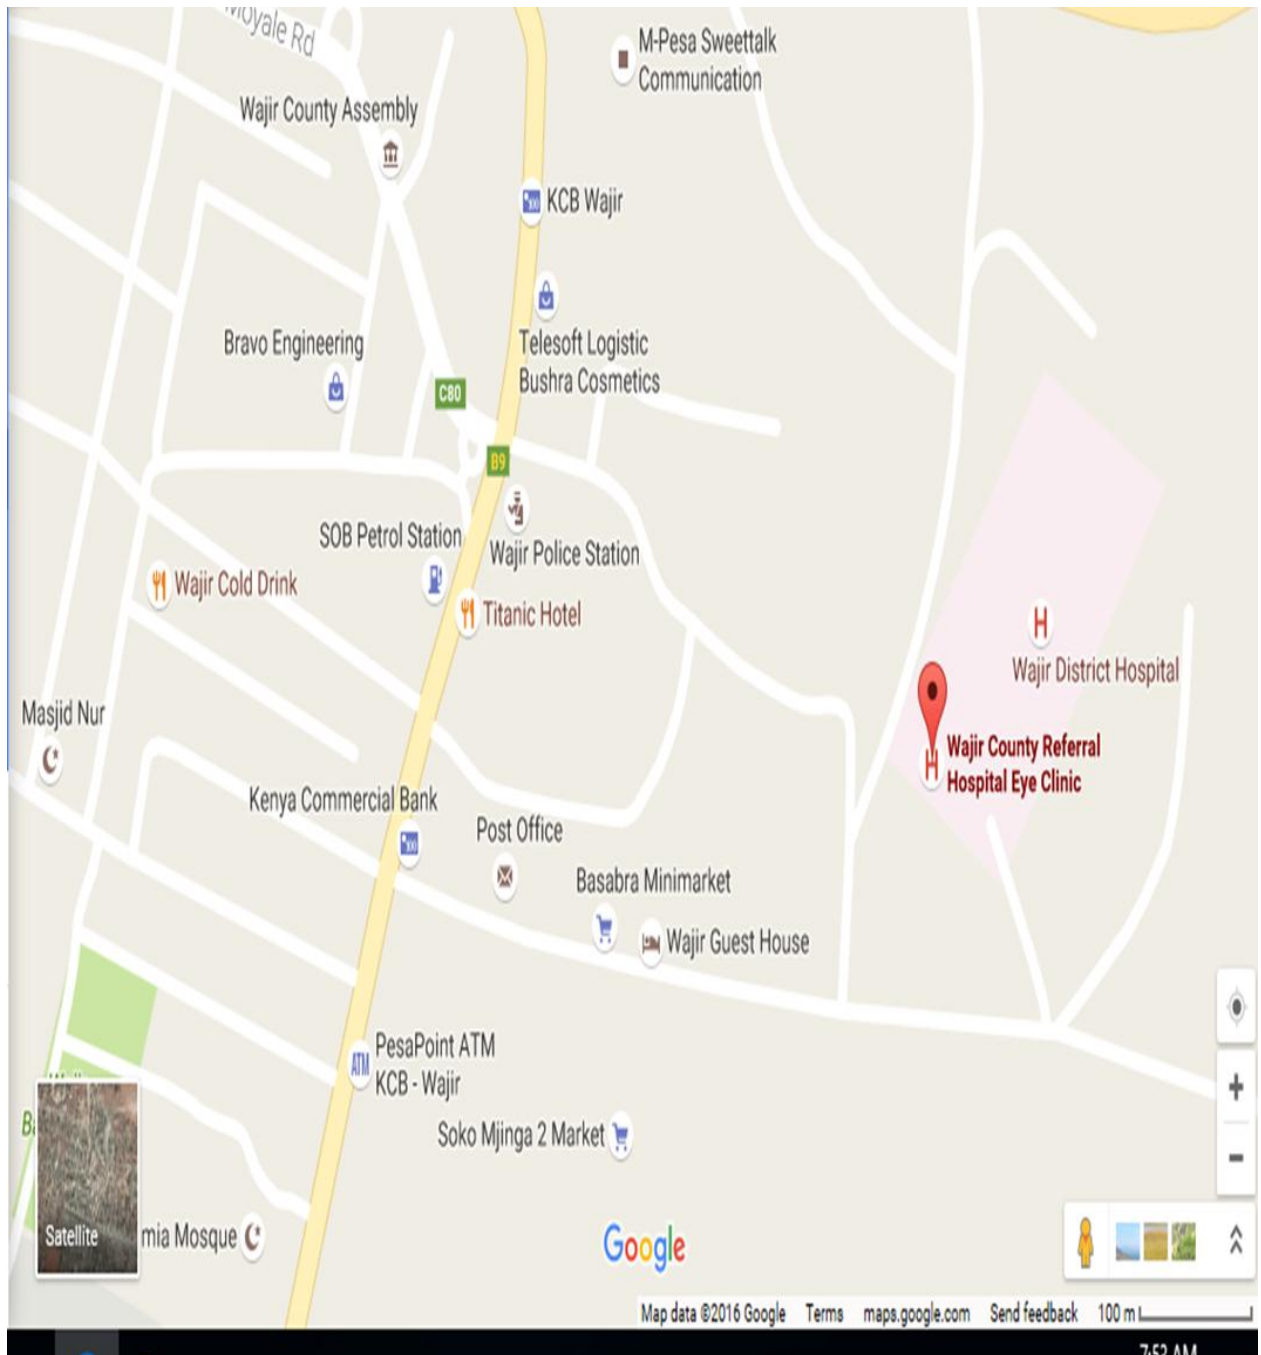 Moyale Rd
M-Pesa Sweettalk
Communication
Wajir County Assembly
KCB Wajir
Telesoft Logistic
Bushra Cosmetics
Bravo Engineering
C80
B9
SOB Petrol Station
Wajir Police Station
Wajir Cold Drink
Titanic Hotel
H
Wajir District Hospital
Masjid Nur
H
Wajir County Referral
Hospital Eye Clinic
Kenya Commercial Bank
Post Office
Basabra Minimarket
Wajir Guest House
ATM
PesaPoint ATM
KCB - Wajir
Soko Mjinga 2 Market
Satellite
mia Mosque
Google
Map data ©2016 Google Terms maps.google.com Send feedback 100 m
7:52 AM